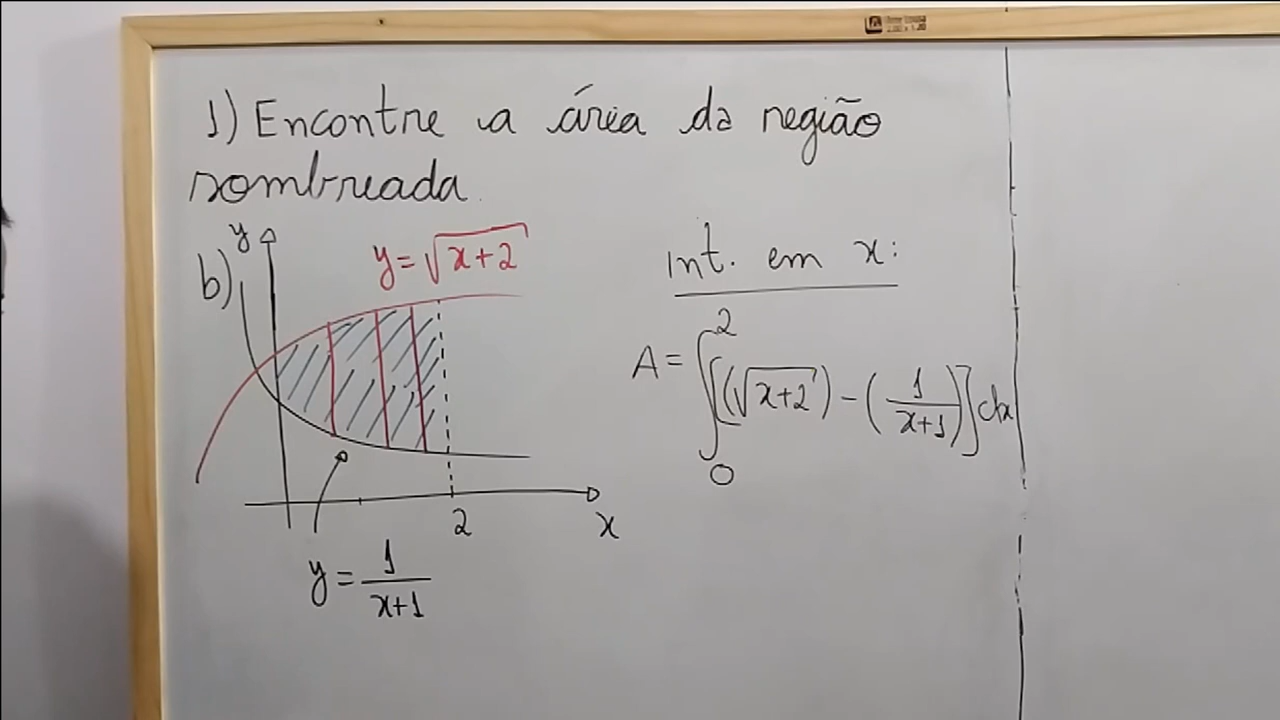 1) Encontre a área da região
sombreada.
b)
y
y = √(x+2)
2
x
y = 1/(x+1)
Int. em x:
A = ∫₀² [(√(x+2)) − (1/(x+1))] dx